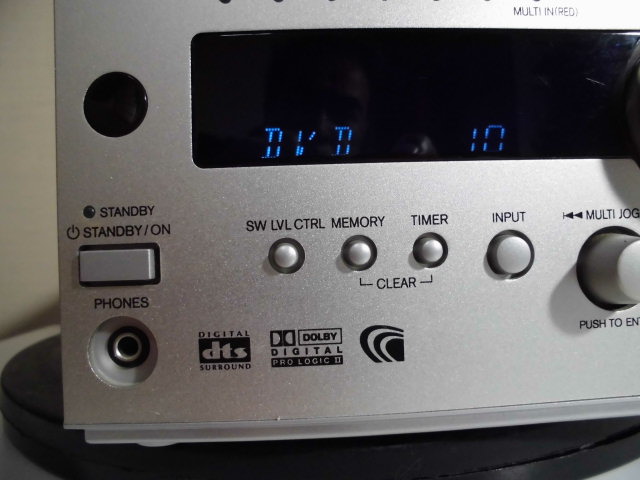 MULTI IN(RED)
DVD 10
STANDBY
STANDBY/ON
SW LVL CTRL MEMORY TIMER INPUT MULTI JOG
CLEAR
PHONES
PUSH TO ENT
DIGITAL
dts
SURROUND
DOLBY
DIGITAL
PRO LOGIC II